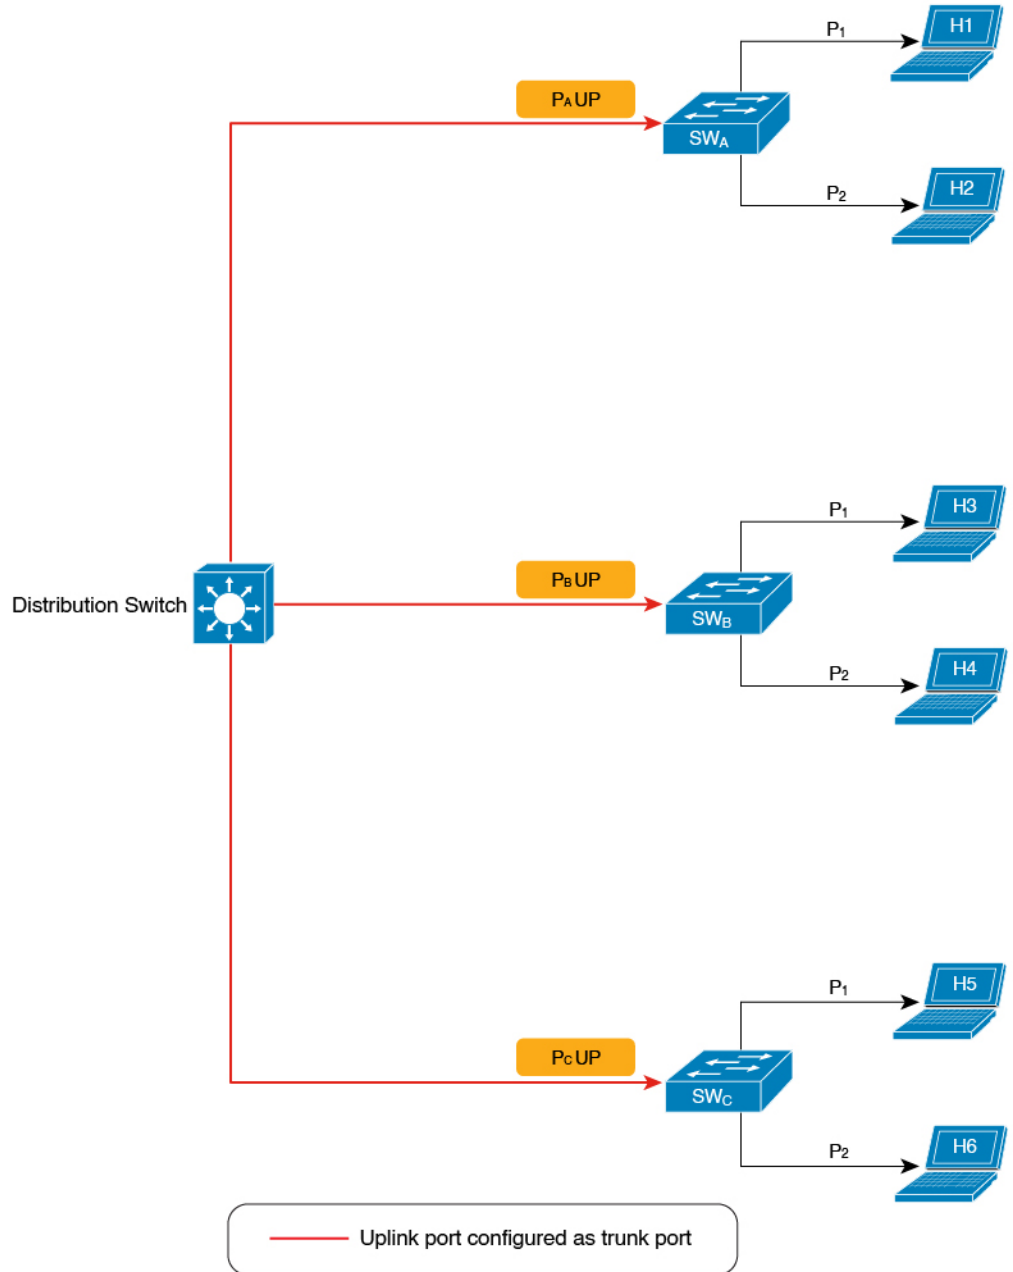 H1
P₁
PA UP
SWA
H2
P₂
H3
P₁
PB UP
Distribution Switch
SWB
H4
P₂
H5
P₁
PC UP
SWC
H6
P₂
Uplink port configured as trunk port